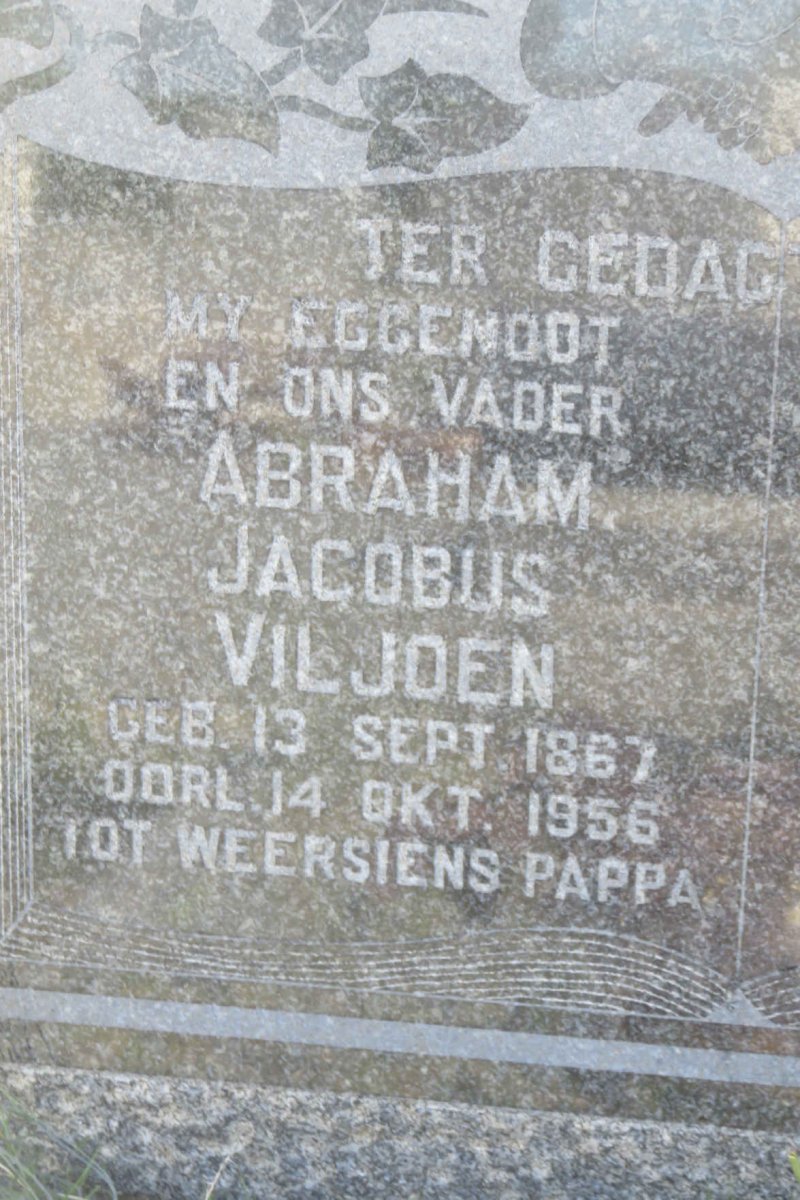 TER GEDAG
MY EGGENOOT
EN ONS VADER
ABRAHAM
JACOBUS
VILJOEN
GEB. 13 SEPT. 1867
OORL. 14 OKT. 1956
TOT WEERSIENS PAPPA